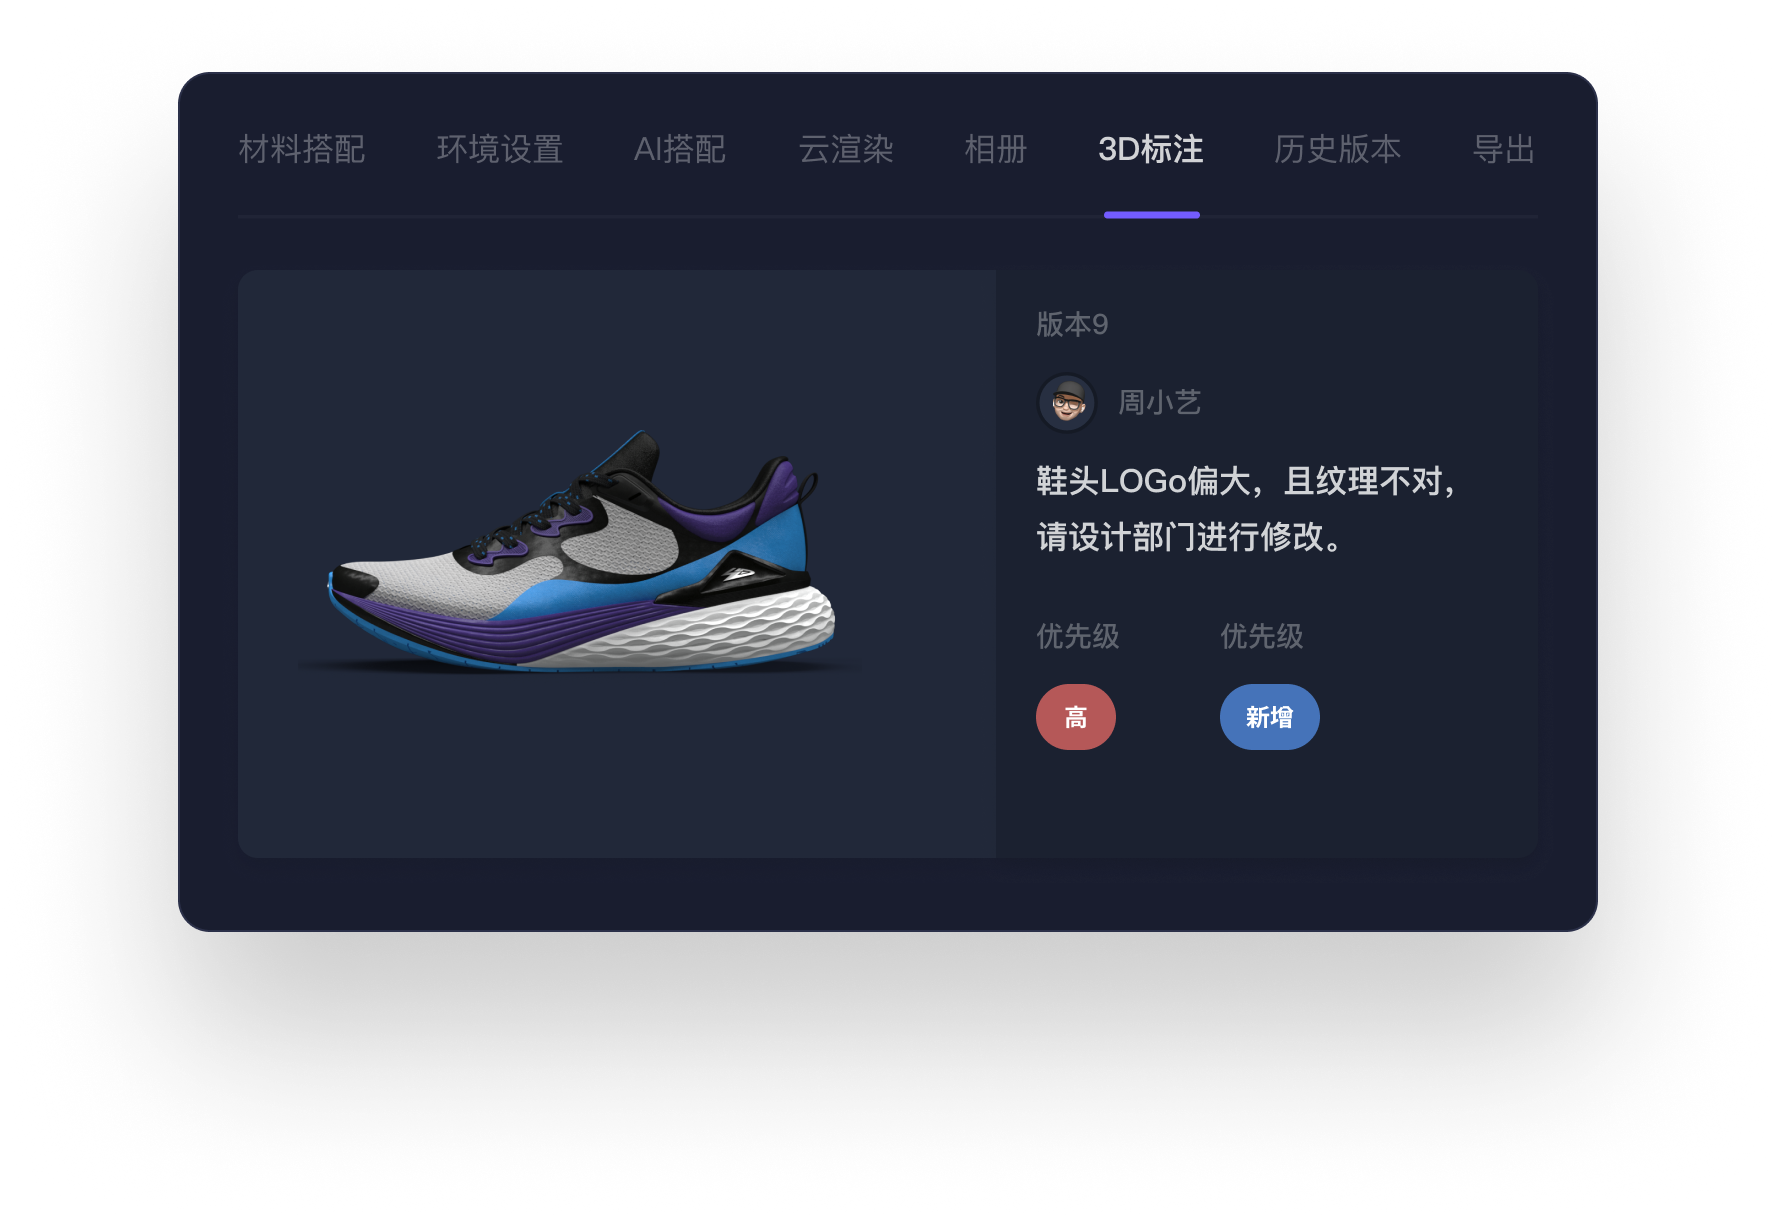 材料搭配 环境设置 AI搭配 云渲染 相册 3D标注 历史版本 导出
版本9
周小艺
鞋头LOGo偏大，且纹理不对，
请设计部门进行修改。
优先级 优先级
高 新增